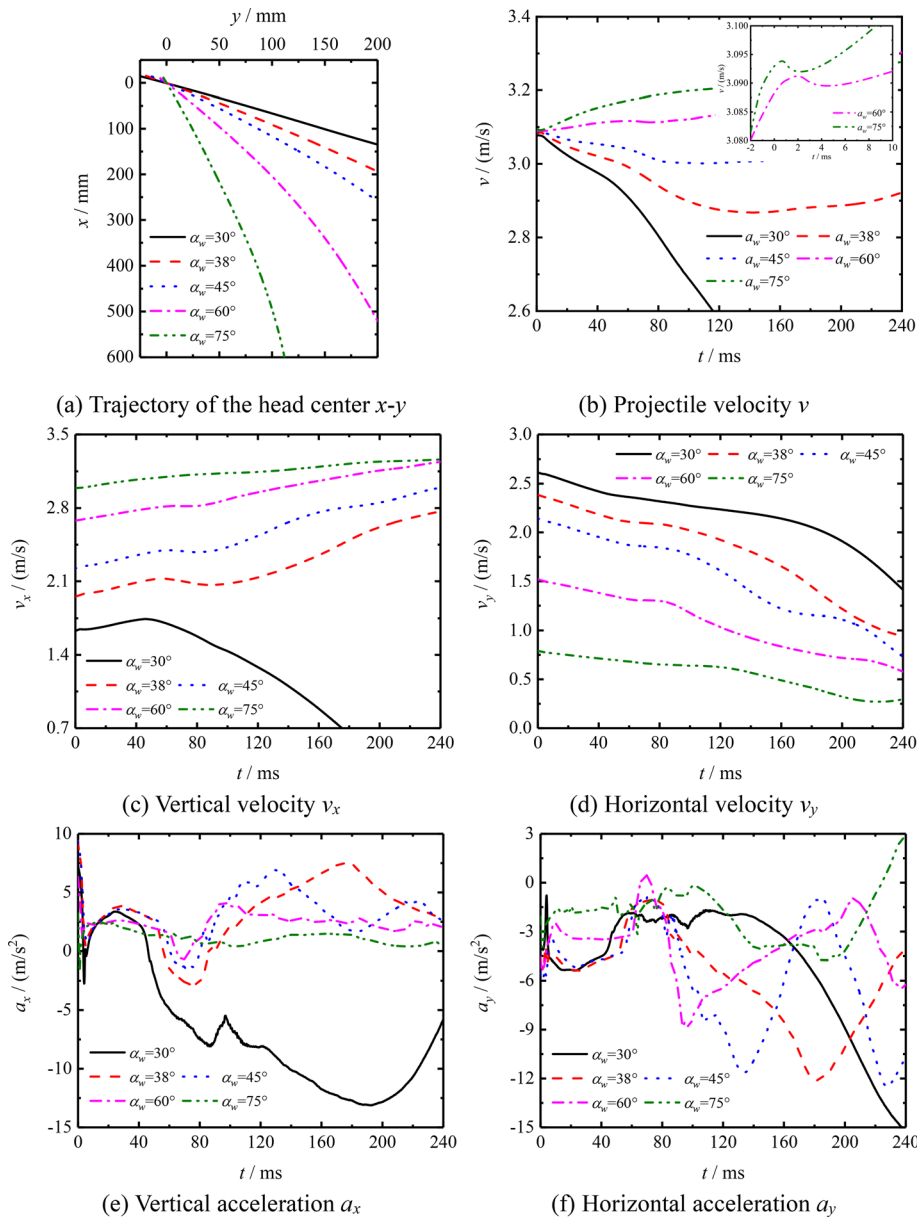 y / mm
0 50 100 150 200
0
100
200
300
400
500
600
x / mm
αw=30°
αw=38°
αw=45°
αw=60°
αw=75°
(a) Trajectory of the head center x-y
3.4
3.2
3.0
2.8
2.6
v / (m/s)
0 40 80 120 160 200 240
t / ms
aw=30° aw=38°
aw=45° aw=60°
aw=75°
3.100
3.095
3.090
3.085
3.080
v / (m/s)
-2 0 2 4 6 8 10
t / ms
aw=60°
aw=75°
(b) Projectile velocity v
3.5
2.8
2.1
1.4
0.7
vx / (m/s)
αw=30°
αw=38° αw=45°
αw=60° αw=75°
0 40 80 120 160 200 240
t / ms
(c) Vertical velocity vx
3.0
2.5
2.0
1.5
1.0
0.5
0.0
vy / (m/s)
αw=30° αw=38° αw=45°
αw=60° αw=75°
0 40 80 120 160 200 240
t / ms
(d) Horizontal velocity vy
10
5
0
-5
-10
-15
ax / (m/s²)
αw=30°
αw=38° αw=45°
αw=60° αw=75°
0 40 80 120 160 200 240
t / ms
(e) Vertical acceleration ax
3
0
-3
-6
-9
-12
-15
ay / (m/s²)
αw=30°
αw=38° αw=45°
αw=60° αw=75°
0 40 80 120 160 200 240
t / ms
(f) Horizontal acceleration ay